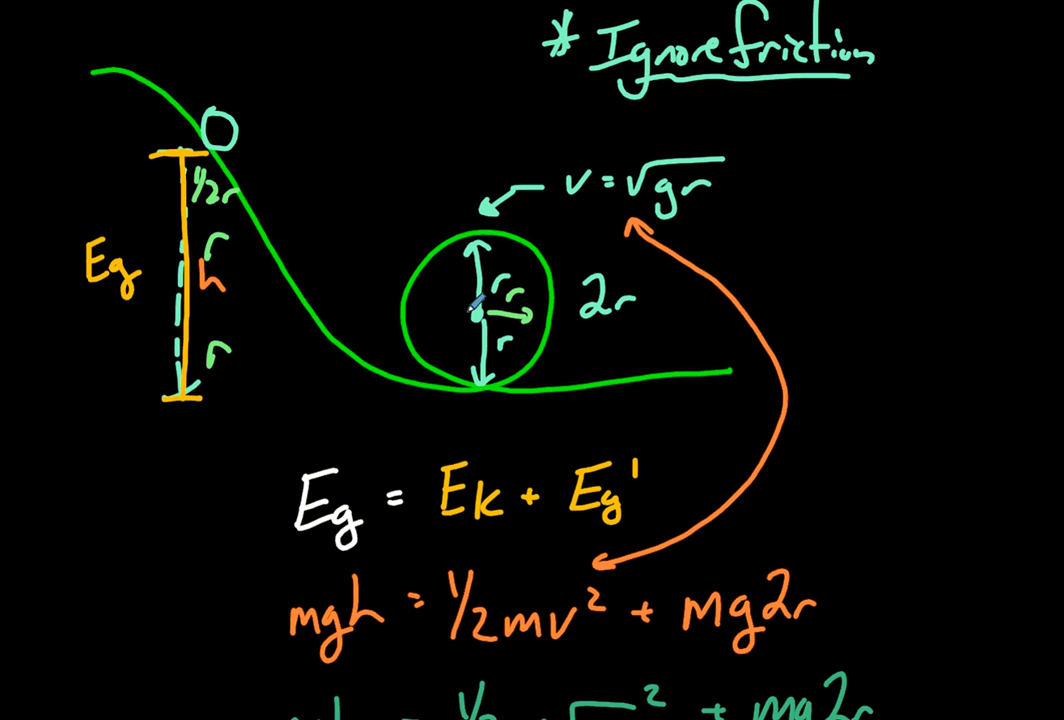 * Ignore friction
1/2r
v = √gr
Eg
r
h
r
r
r
2r
r
Eg = Ek + Eg'
mgh = 1/2mv² + mg2r